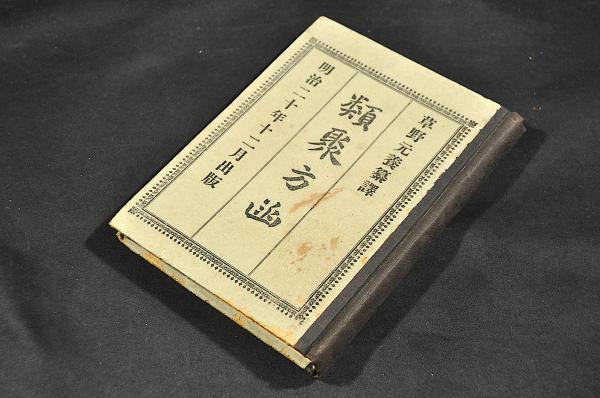 草野元養纂譯
類聚方函
明治二十年十二月出版